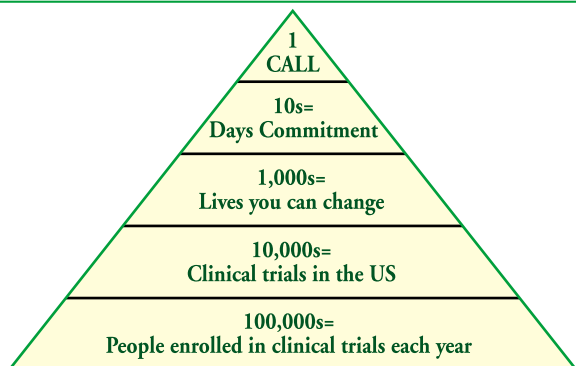 1
CALL
10s=
Days Commitment
1,000s=
Lives you can change
10,000s=
Clinical trials in the US
100,000s=
People enrolled in clinical trials each year